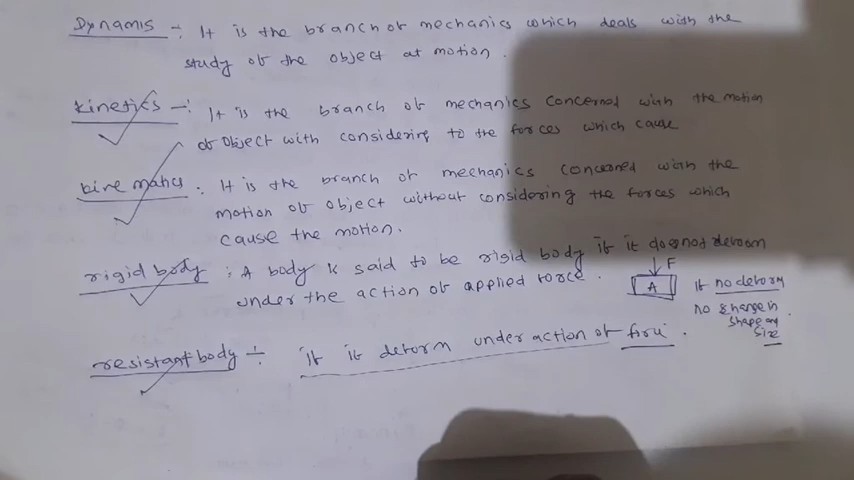 Dynamis :- It is the branch of mechanics which deals with the
study of the object at motion.
kinetics :- It is the branch of mechanics concerned with the motion
of object with considering to the forces which cause
kinematics : It is the branch of mechanics concerned with the
motion of object without considering the forces which
cause the motion.
rigid body : A body is said to be rigid body if it does not deform
under the action of applied force.
F
A
If no deform
no change in
shape and
size
resistant body :- if it deform under action of